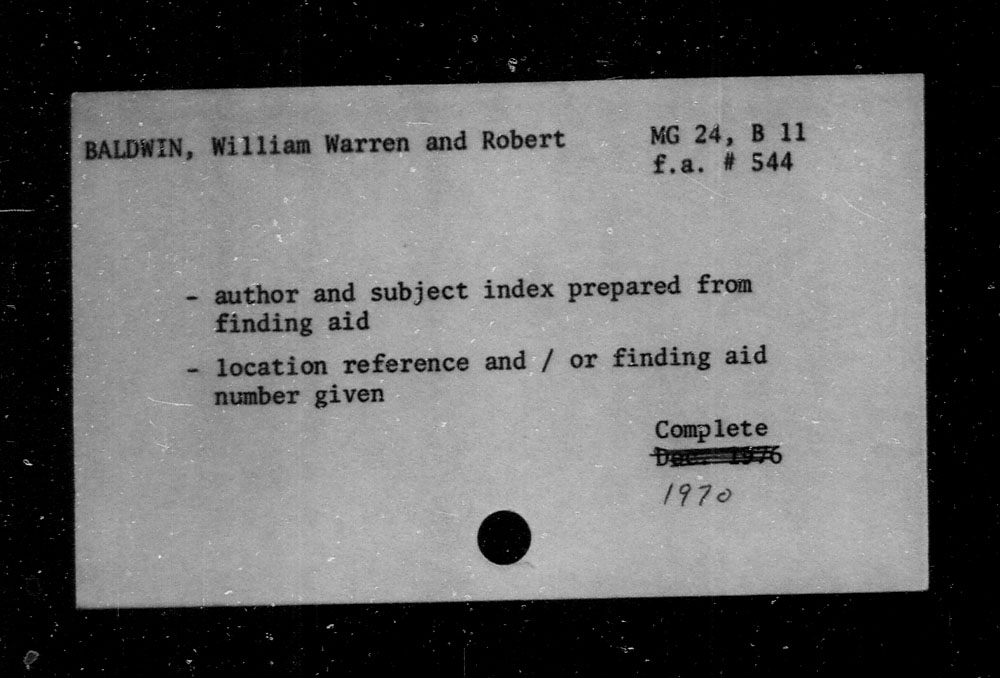 BALDWIN, William Warren and Robert MG 24, B 11
f.a. # 544
- author and subject index prepared from
finding aid
- location reference and / or finding aid
number given
Complete
Dec. 1976
1970